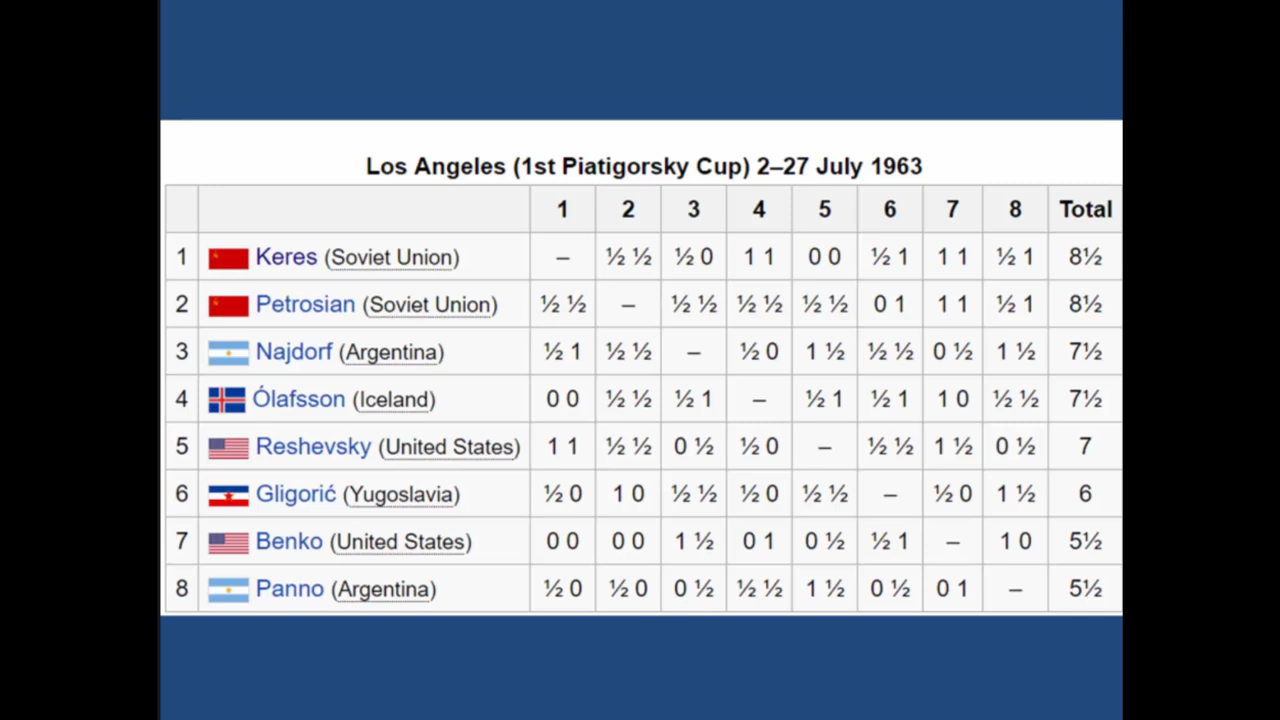 Los Angeles (1st Piatigorsky Cup) 2–27 July 1963
1 2 3 4 5 6 7 8 Total
1 Keres (Soviet Union) – ½ ½ ½ 0 1 1 0 0 ½ 1 1 1 ½ 1 8½
2 Petrosian (Soviet Union) ½ ½ – ½ ½ ½ ½ ½ ½ 0 1 1 1 ½ 1 8½
3 Najdorf (Argentina) ½ 1 ½ ½ – ½ 0 1 ½ ½ ½ 0 ½ 1 ½ 7½
4 Ólafsson (Iceland) 0 0 ½ ½ ½ 1 – ½ 1 ½ 1 1 0 ½ ½ 7½
5 Reshevsky (United States) 1 1 ½ ½ 0 ½ ½ 0 – ½ ½ 1 ½ 0 ½ 7
6 Gligorić (Yugoslavia) ½ 0 1 0 ½ ½ ½ 0 ½ ½ – ½ 0 1 ½ 6
7 Benko (United States) 0 0 0 0 1 ½ 0 1 0 ½ ½ 1 – 1 0 5½
8 Panno (Argentina) ½ 0 ½ 0 0 ½ ½ ½ 1 ½ 0 ½ 0 1 – 5½